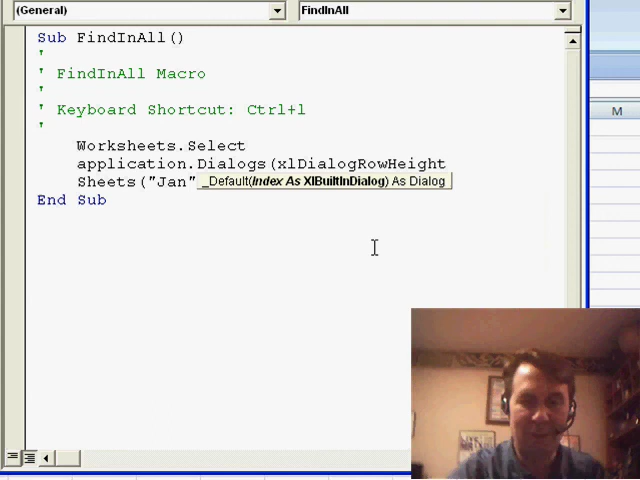 (General)
FindInAll
Sub FindInAll()
'
' FindInAll Macro
'
' Keyboard Shortcut: Ctrl+l
'
Worksheets.Select
application.Dialogs(xlDialogRowHeight
Sheets("Jan"
_Default(Index As XlBuiltInDialog) As Dialog
End Sub
M